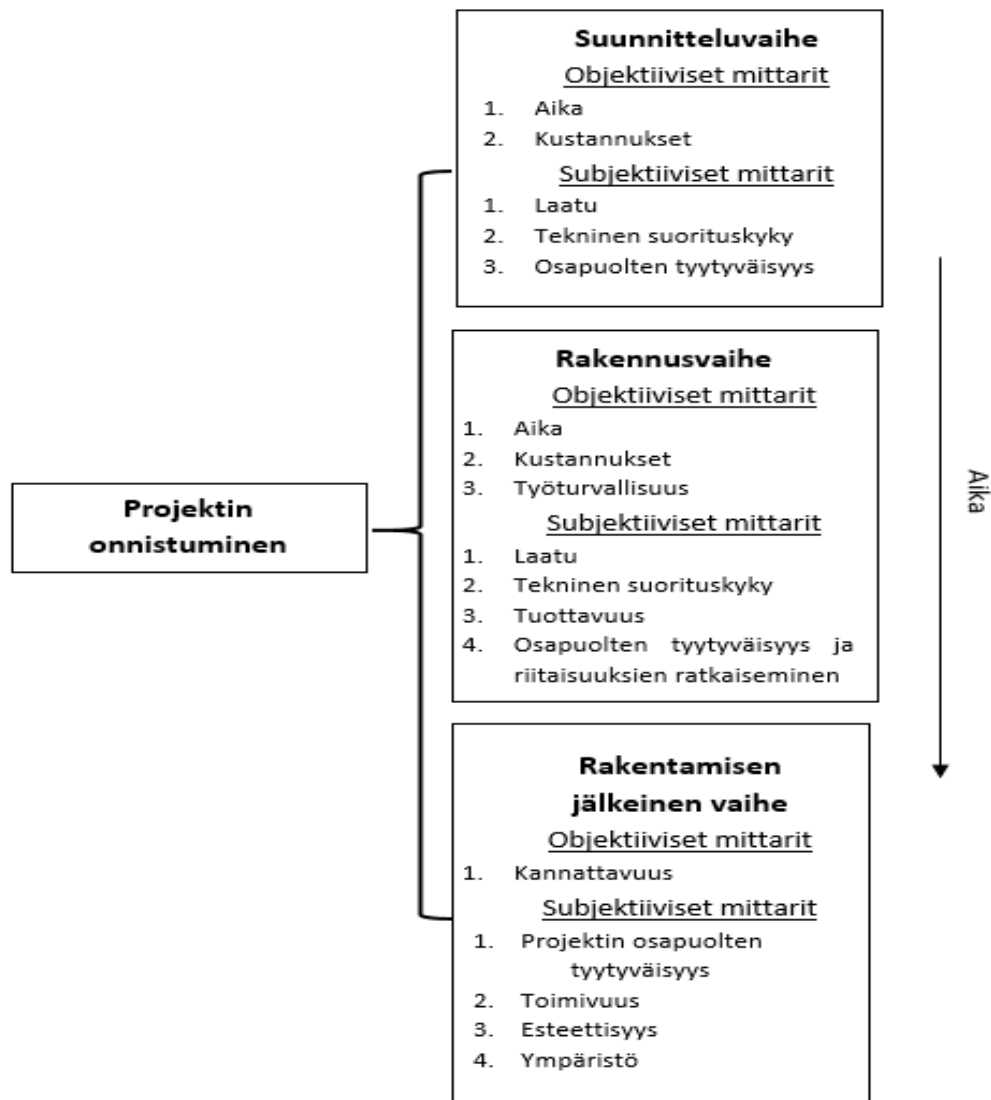 Suunnitteluvaihe
Objektiiviset mittarit
1. Aika
2. Kustannukset
Subjektiiviset mittarit
1. Laatu
2. Tekninen suorituskyky
3. Osapuolten tyytyväisyys
Rakennusvaihe
Objektiiviset mittarit
1. Aika
2. Kustannukset
3. Työturvallisuus
Subjektiiviset mittarit
1. Laatu
2. Tekninen suorituskyky
3. Tuottavuus
4. Osapuolten tyytyväisyys ja
riitaisuuksien ratkaiseminen
Rakentamisen
jälkeinen vaihe
Objektiiviset mittarit
1. Kannattavuus
Subjektiiviset mittarit
1. Projektin osapuolten
tyytyväisyys
2. Toimivuus
3. Esteettisyys
4. Ympäristö
Projektin
onnistuminen
Aika